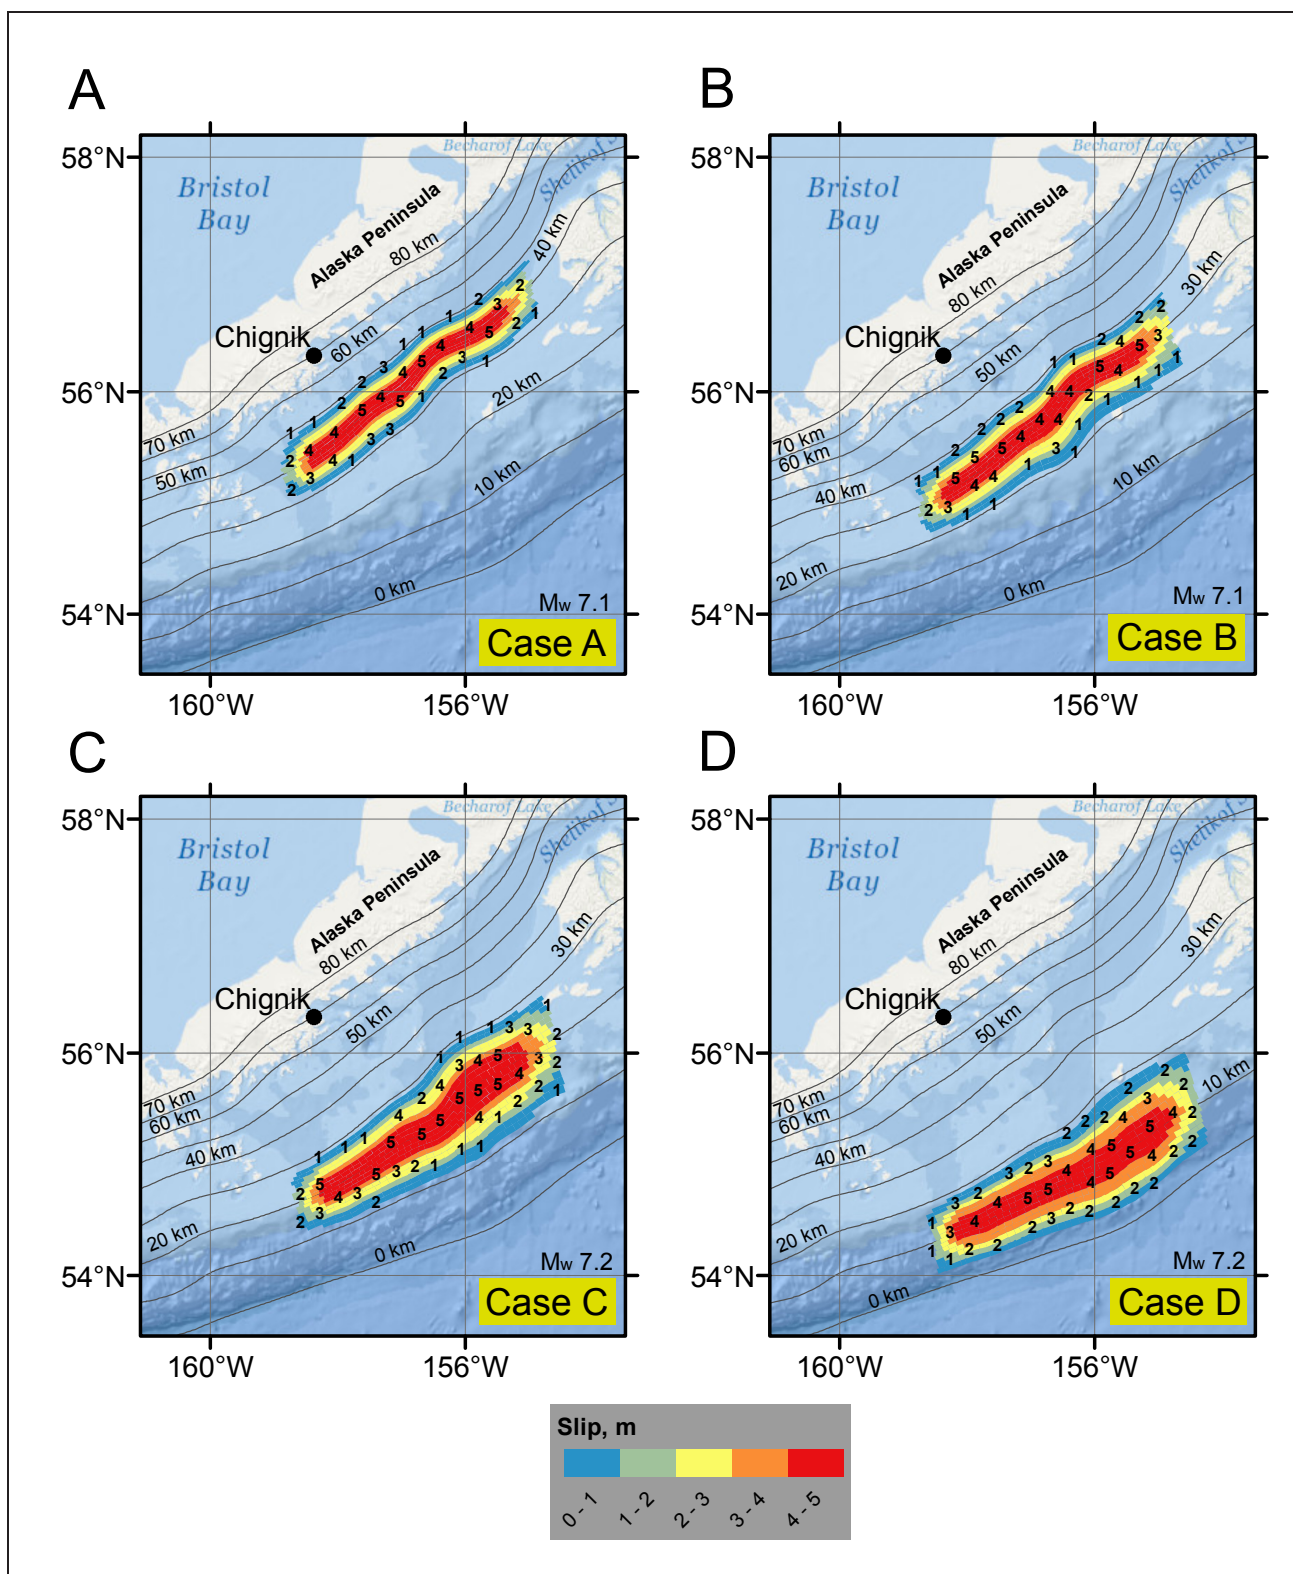 A
B
58°N
56°N
54°N
160°W
156°W
Bristol
Bay
Becharof Lake
Shelikof S
Alaska Peninsula
Chignik
80 km
70 km
60 km
50 km
40 km
20 km
10 km
0 km
Mw 7.1
Case A
58°N
56°N
54°N
160°W
156°W
Bristol
Bay
Becharof Lake
Shelikof S
Alaska Peninsula
Chignik
80 km
70 km
60 km
50 km
40 km
30 km
20 km
10 km
0 km
Mw 7.1
Case B
C
D
58°N
56°N
54°N
160°W
156°W
Bristol
Bay
Becharof Lake
Shelikof S
Alaska Peninsula
Chignik
80 km
70 km
60 km
50 km
40 km
30 km
20 km
0 km
Mw 7.2
Case C
58°N
56°N
54°N
160°W
156°W
Bristol
Bay
Becharof Lake
Shelikof S
Alaska Peninsula
Chignik
80 km
70 km
60 km
50 km
40 km
30 km
20 km
10 km
0 km
Mw 7.2
Case D
Slip, m
0 - 1
1 - 2
2 - 3
3 - 4
4 - 5